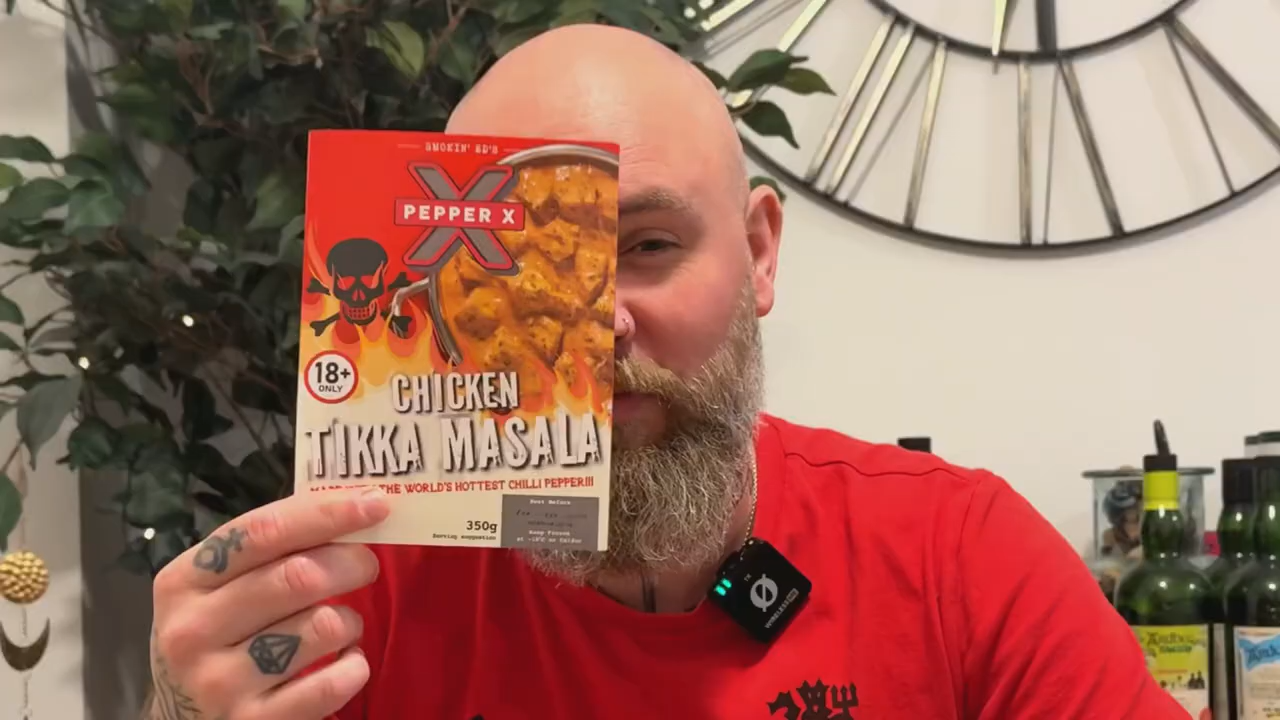 SMOKIN' ED'S
PEPPER X
18+
ONLY
CHICKEN
TIKKA MASALA
THE WORLD'S HOTTEST CHILLI PEPPER!!!
350g
Serving suggestion
Best Before
Keep Frozen
WIRELESS